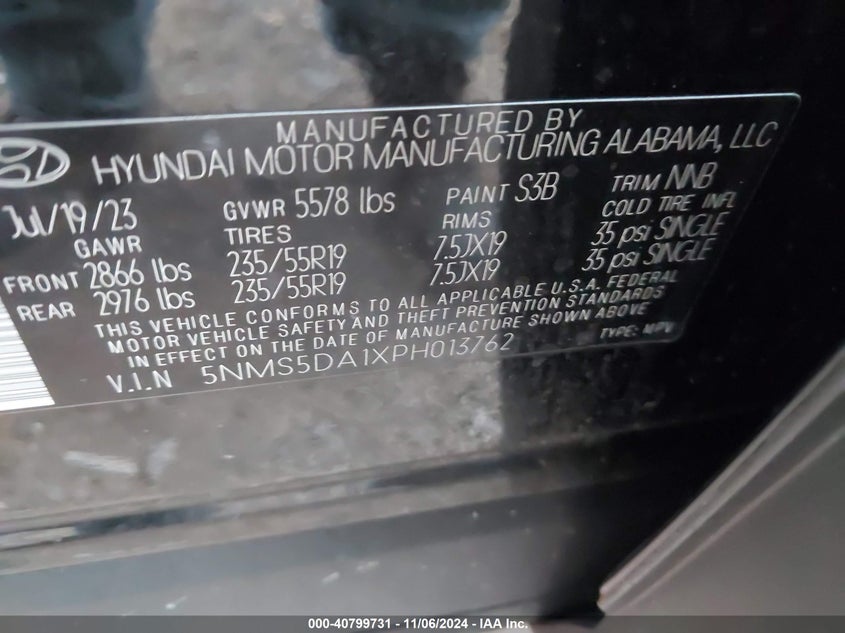 MANUFACTURED BY
HYUNDAI MOTOR MANUFACTURING ALABAMA, LLC
Jul/19/23 GVWR 5578 lbs PAINT S3B TRIM NNB
GAWR TIRES RIMS COLD TIRE INFL
FRONT 2866 lbs 235/55R19 7.5JX19 35 psi SINGLE
REAR 2976 lbs 235/55R19 7.5JX19 35 psi SINGLE
THIS VEHICLE CONFORMS TO ALL APPLICABLE U.S.A. FEDERAL
MOTOR VEHICLE SAFETY AND THEFT PREVENTION STANDARDS
IN EFFECT ON THE DATE OF MANUFACTURE SHOWN ABOVE
V.I.N 5NMS5DA1XPH013762 TYPE: MPV
000-40799731 - 11/06/2024 - IAA Inc.